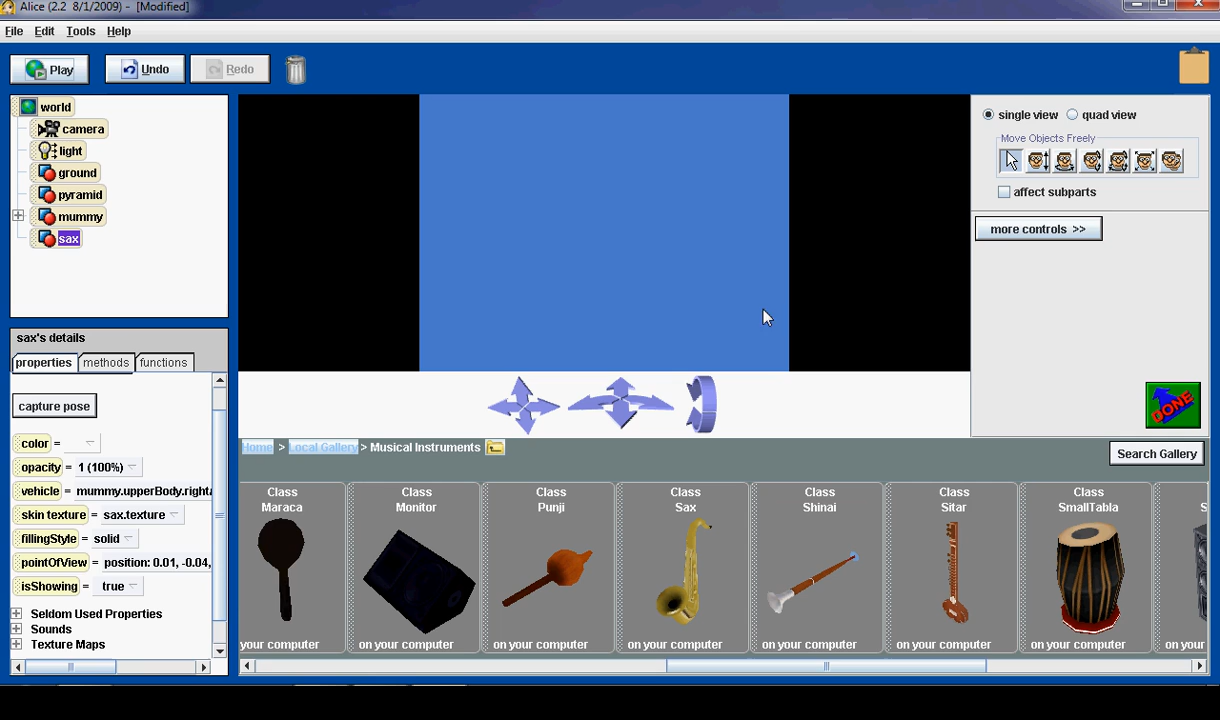 Alice (2.2 8/1/2009) - [Modified]
File Edit Tools Help
Play Undo Redo
world
camera
light
ground
pyramid
mummy
sax
single view quad view
Move Objects Freely
affect subparts
more controls >>
DONE
sax's details
properties methods functions
capture pose
color =
opacity = 1 (100%)
vehicle = mummy.upperBody.right
skin texture = sax.texture
fillingStyle = solid
pointOfView = position: 0.01, -0.04,
isShowing = true
Seldom Used Properties
Sounds
Texture Maps
Home > Local Gallery > Musical Instruments
Search Gallery
Class Maraca
your computer
Class Monitor
on your computer
Class Punji
on your computer
Class Sax
on your computer
Class Shinai
on your computer
Class Sitar
on your computer
Class SmallTabla
on your computer
on your